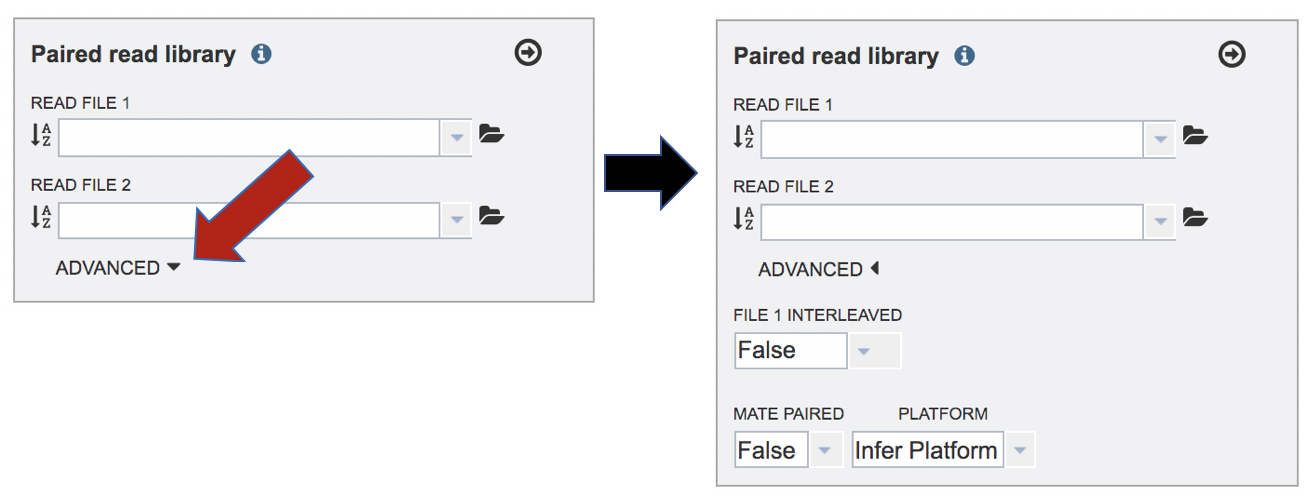 Paired read library
READ FILE 1
READ FILE 2
ADVANCED
Paired read library
READ FILE 1
READ FILE 2
ADVANCED
FILE 1 INTERLEAVED
False
MATE PAIRED PLATFORM
False Infer Platform